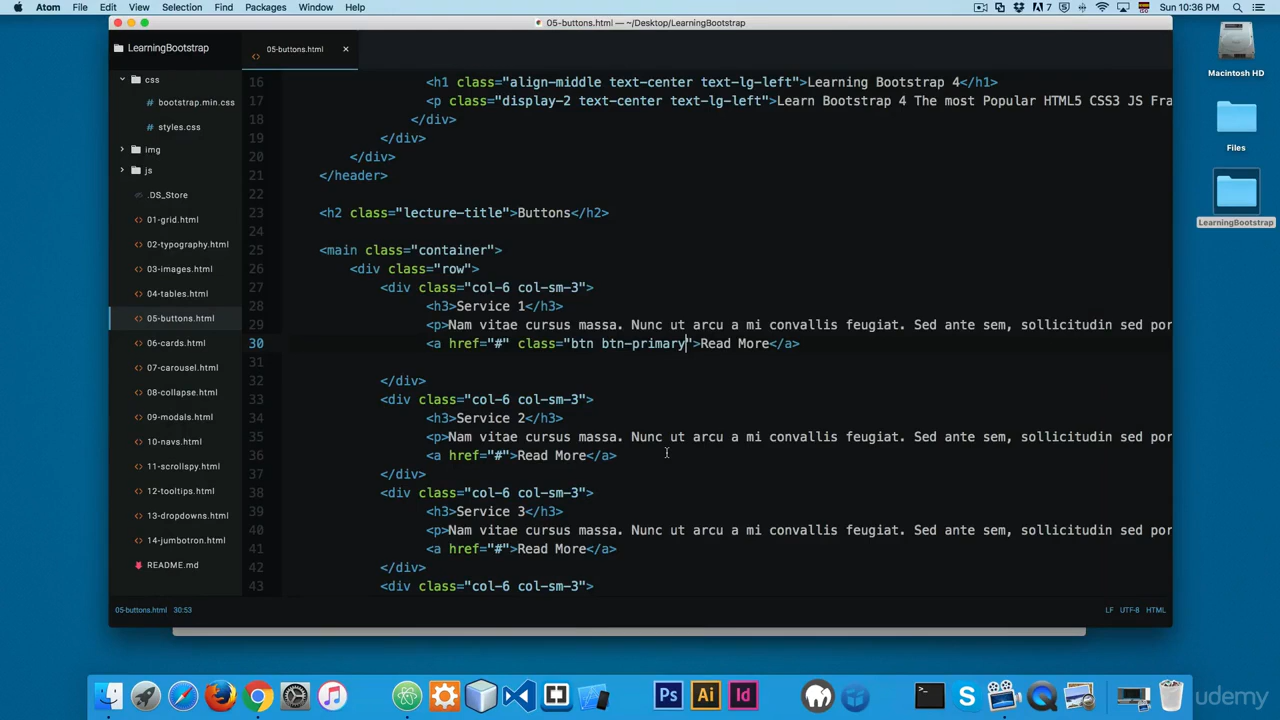 Atom File Edit View Selection Find Packages Window Help
7
Sun 10:36 PM
05-buttons.html — ~/Desktop/LearningBootstrap
LearningBootstrap
css
bootstrap.min.css
styles.css
img
js
.DS_Store
01-grid.html
02-typography.html
03-images.html
04-tables.html
05-buttons.html
06-cards.html
07-carousel.html
08-collapse.html
09-modals.html
10-navs.html
11-scrollspy.html
12-tooltips.html
13-dropdowns.html
14-jumbotron.html
README.md
05-buttons.html
16 <h1 class="align-middle text-center text-lg-left">Learning Bootstrap 4</h1>
17 <p class="display-2 text-center text-lg-left">Learn Bootstrap 4 The most Popular HTML5 CSS3 JS Fra
18 </div>
19 </div>
20 </div>
21 </header>
22
23 <h2 class="lecture-title">Buttons</h2>
24
25 <main class="container">
26 <div class="row">
27 <div class="col-6 col-sm-3">
28 <h3>Service 1</h3>
29 <p>Nam vitae cursus massa. Nunc ut arcu a mi convallis feugiat. Sed ante sem, sollicitudin sed por
30 <a href="#" class="btn btn-primary">Read More</a>
31
32 </div>
33 <div class="col-6 col-sm-3">
34 <h3>Service 2</h3>
35 <p>Nam vitae cursus massa. Nunc ut arcu a mi convallis feugiat. Sed ante sem, sollicitudin sed por
36 <a href="#">Read More</a>
37 </div>
38 <div class="col-6 col-sm-3">
39 <h3>Service 3</h3>
40 <p>Nam vitae cursus massa. Nunc ut arcu a mi convallis feugiat. Sed ante sem, sollicitudin sed por
41 <a href="#">Read More</a>
42 </div>
43 <div class="col-6 col-sm-3">
05-buttons.html 30:53
LF UTF-8 HTML
Macintosh HD
Files
LearningBootstrap
Ps Ai Id
udemy